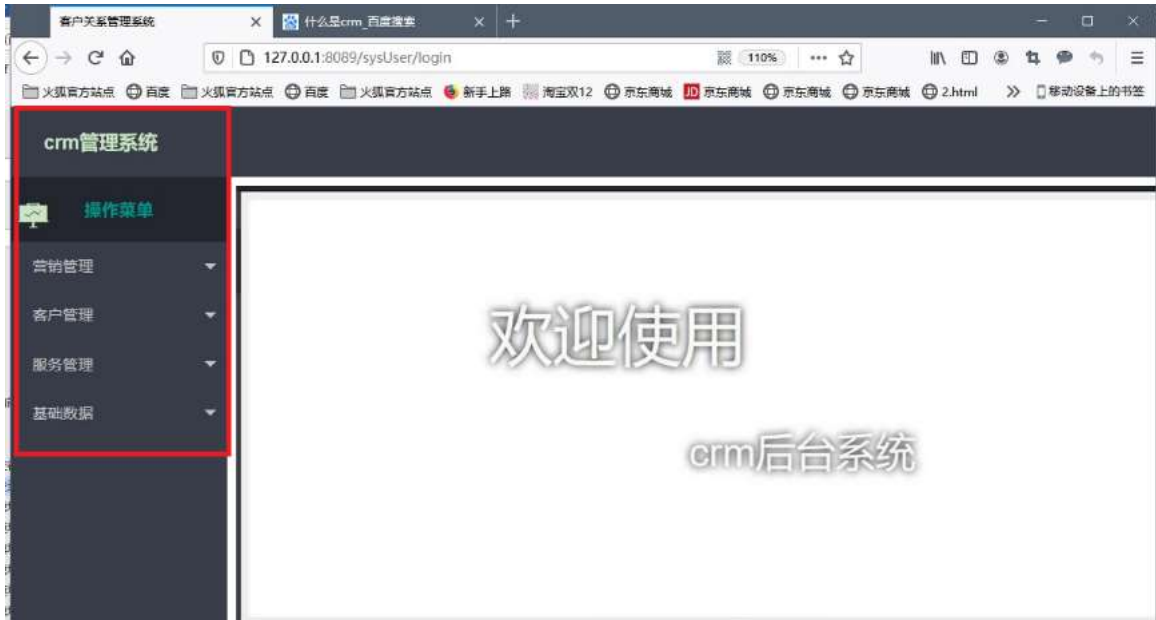 客户关系管理系统 什么是crm_百度搜索
127.0.0.1:8089/sysUser/login 110%
火狐官方站点 百度 火狐官方站点 百度 火狐官方站点 新手上路 淘宝双12 京东商城 JD 京东商城 京东商城 京东商城 2.html 移动设备上的书签
crm管理系统
操作菜单
营销管理
客户管理
服务管理
基础数据
欢迎使用
crm后台系统